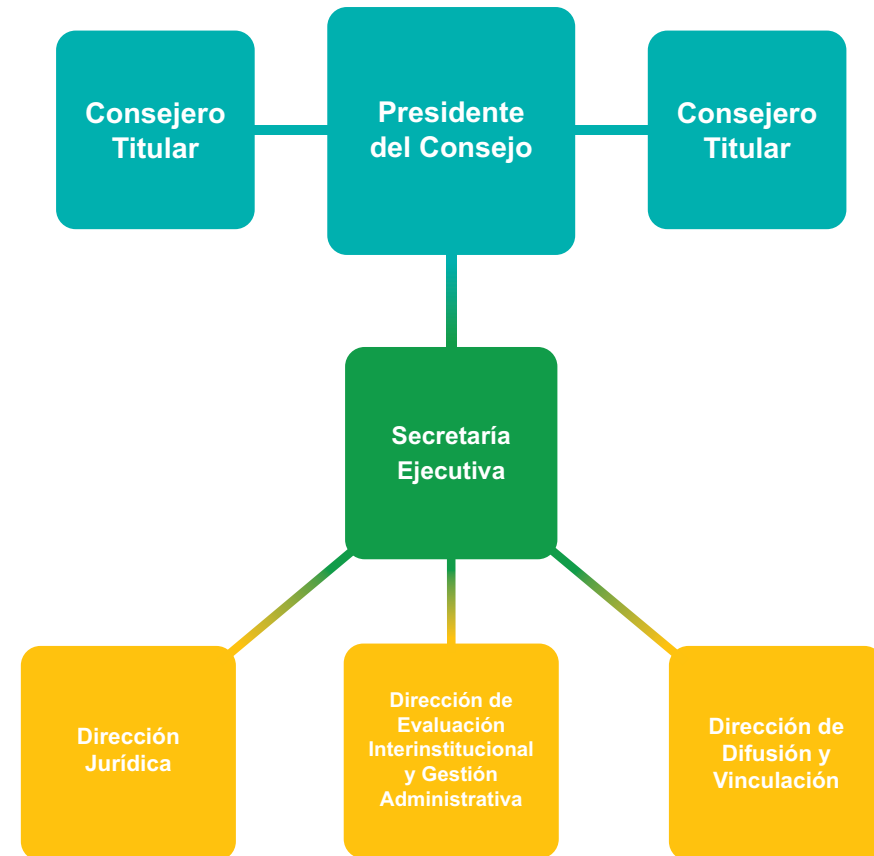 Consejero
Titular
Presidente
del Consejo
Consejero
Titular
Secretaría
Ejecutiva
Dirección
Jurídica
Dirección de
Evaluación
Interinstitucional
y Gestión
Administrativa
Dirección de
Difusión y
Vinculación